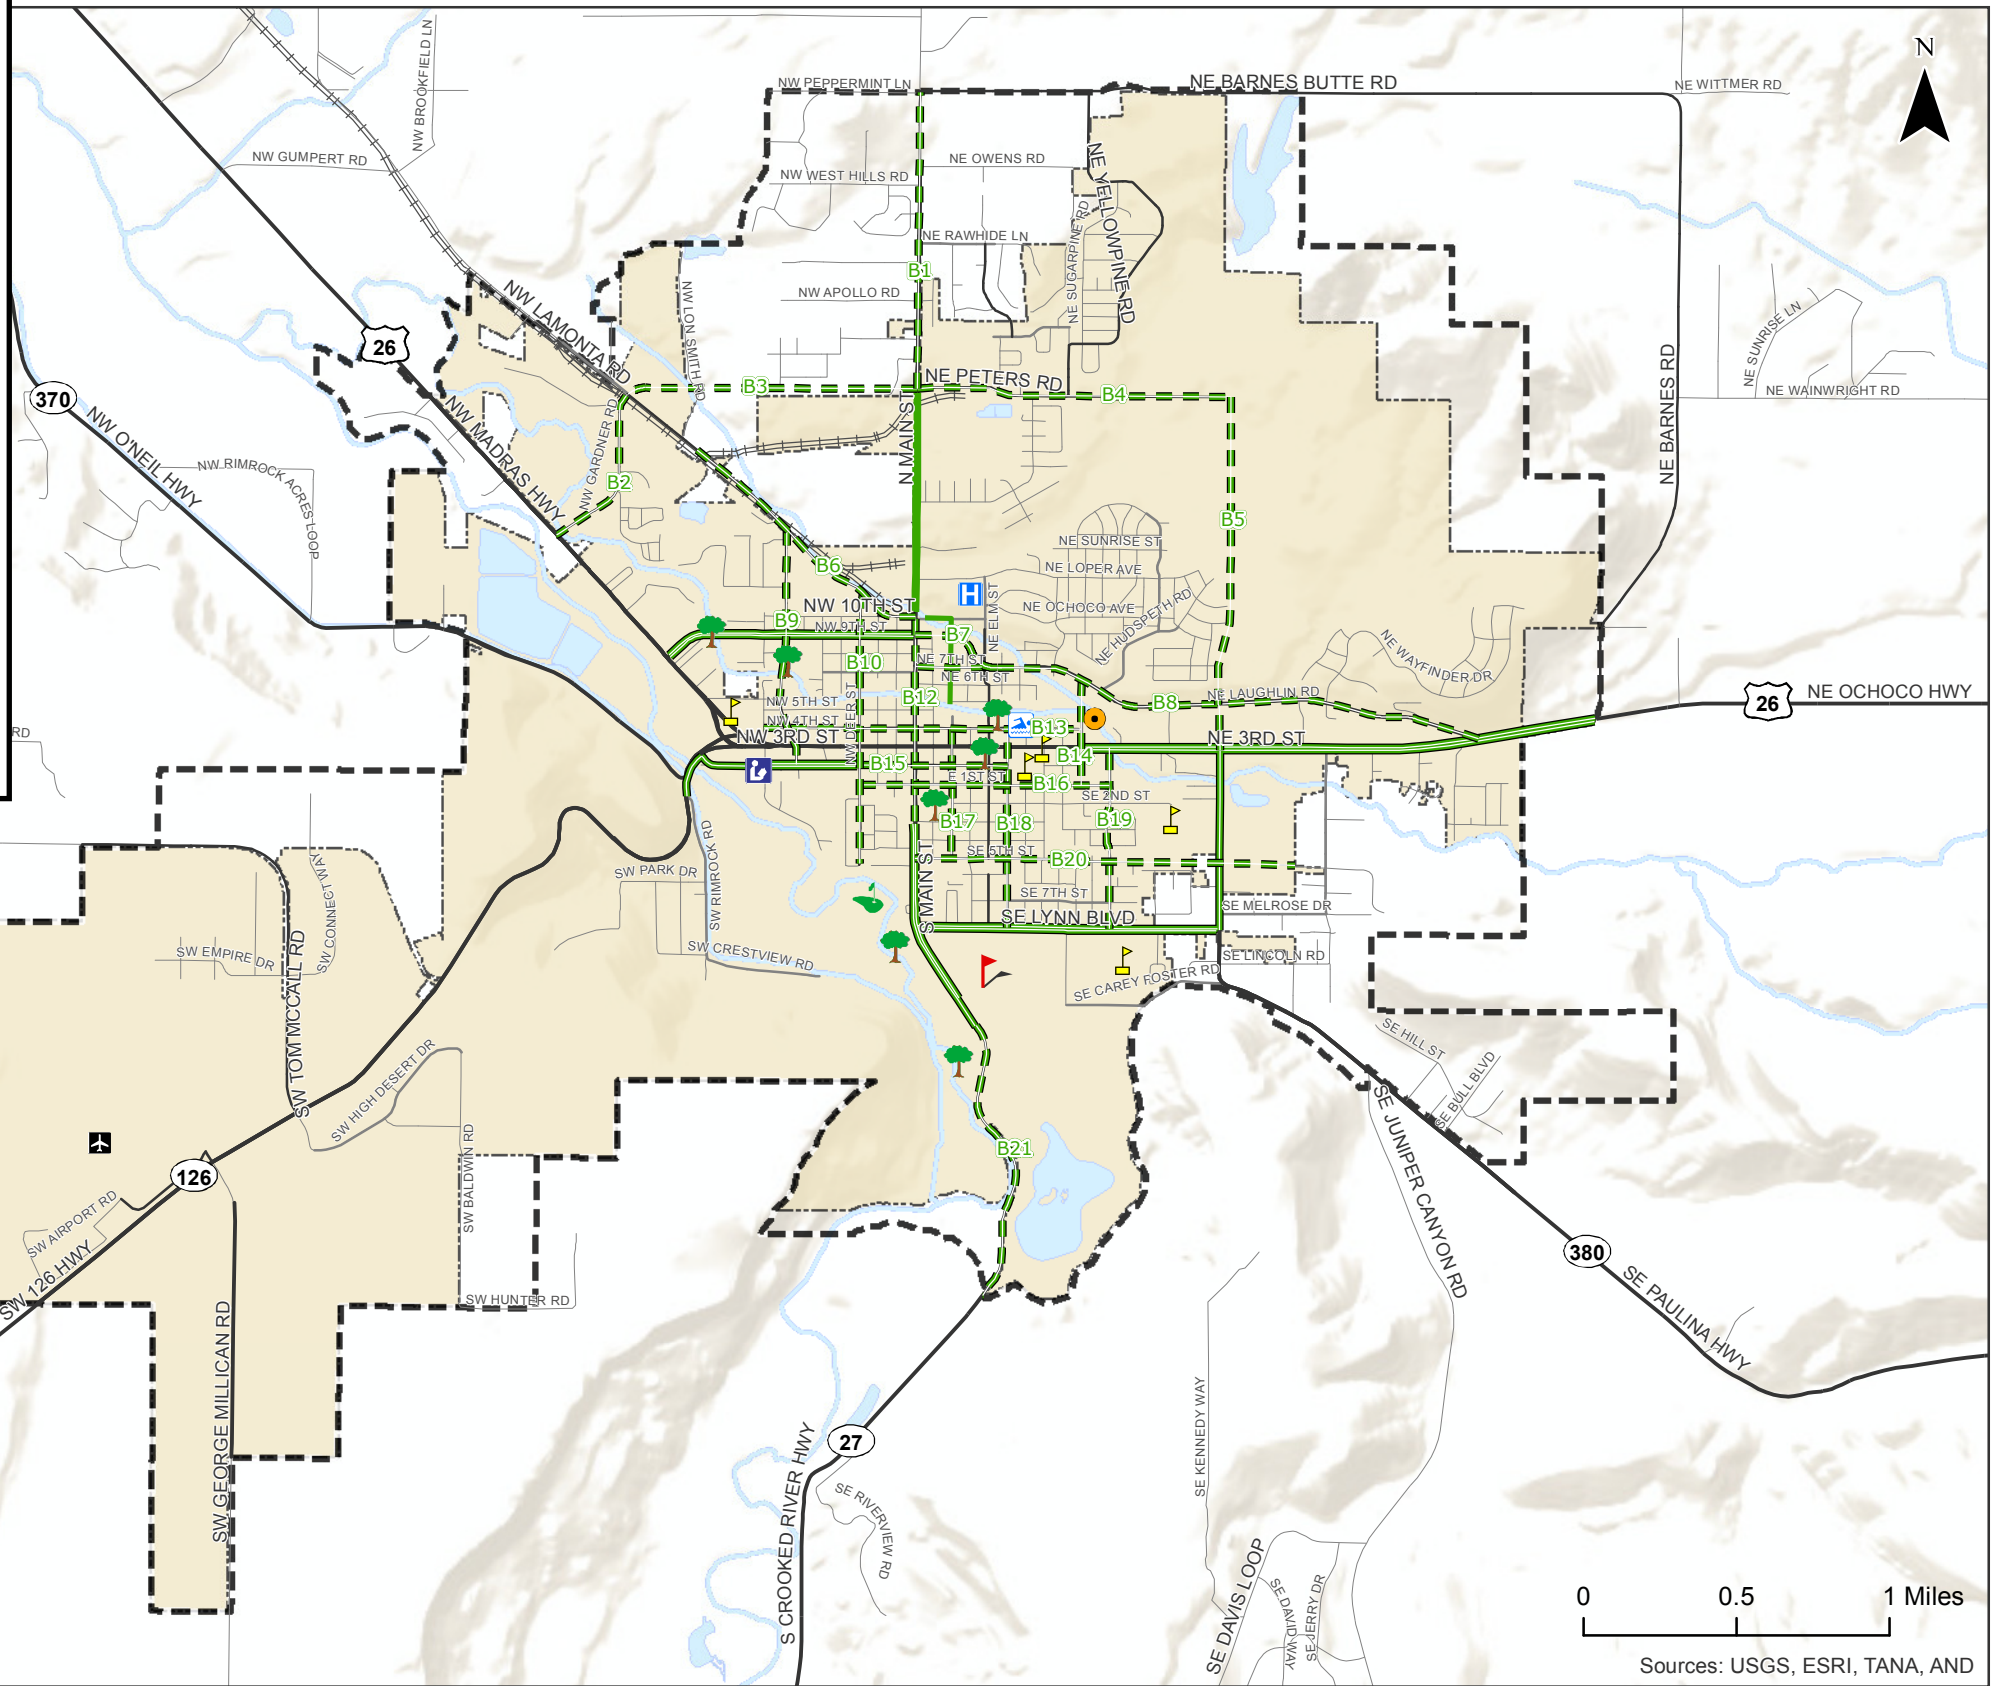 N
NW BROOKFIELD LN
NW PEPPERMINT LN
NE BARNES BUTTE RD
NE WITTMER RD
NW GUMPERT RD
NE OWENS RD
NW WEST HILLS RD
NE YELLOWPINE RD
NE SUGARPINE RD
NE RAWHIDE LN
B1
NW APOLLO RD
NW LON SMITH RD
NW LAMONTA RD
26
NE SUNRISE LN
NE BARNES RD
370
NW O'NEIL HWY
NW MADRAS HWY
NW GARDNER RD
B3
NE PETERS RD
B4
NE WAINWRIGHT RD
N MAIN ST
NW RIMROCK ACRES LOOP
B2
B5
NE SUNRISE ST
NE LOPER AVE
B6
H
NE ELM ST
NW 10TH ST
NE OCHOCO AVE
NE HUDSPETH RD
B9
NW 9TH ST
B7
NE WAYFINDER DR
B10
NE 7TH ST
NE 6TH ST
NW DEER ST
B12
NW 5TH ST
B8
NE LAUGHLIN RD
26
NE OCHOCO HWY
NW 4TH ST
B13
NW 3RD ST
NE 3RD ST
RD
B15
B14
E 1ST ST
B16
SE 2ND ST
B17
B18
B19
SW RIMROCK RD
S MAIN ST
SE 5TH ST
B20
SW PARK DR
SW CONNECT WAY
SE 7TH ST
SE MELROSE DR
SE LYNN BLVD
SW EMPIRE DR
SW TOM MCCALL RD
SW CRESTVIEW RD
SE LINCOLN RD
SE CAREY FOSTER RD
SE HILL ST
SE BULL BLVD
SW HIGH DESERT DR
SE JUNIPER CANYON RD
B21
SW BALDWIN RD
126
SW AIRPORT RD
SW 126 HWY
380
SE PAULINA HWY
SW HUNTER RD
SW GEORGE MILLICAN RD
SE KENNEDY WAY
27
S CROOKED RIVER HWY
SE RIVERVIEW RD
SE DAVIS LOOP
SE DAVID WAY
SE JERRY DR
0 0.5 1 Miles
Sources: USGS, ESRI, TANA, AND